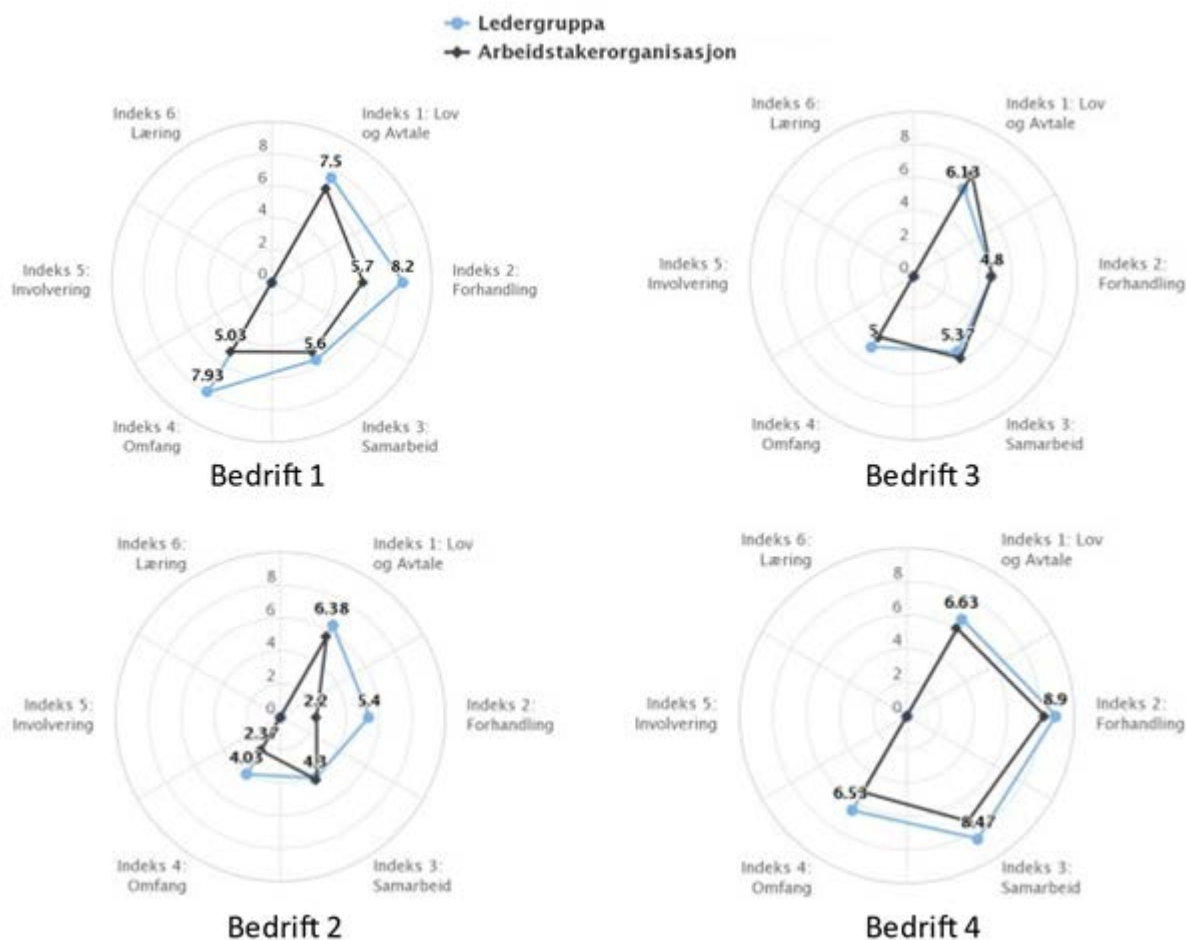 Ledergruppa
Arbeidstakerorganisasjon
Indeks 6:
Læring
Indeks 1: Lov
og Avtale
8
6
4
2
0
7.5
5.7
8.2
Indeks 5:
Involvering
Indeks 2:
Forhandling
5.03
5.6
7.93
Indeks 4:
Omfang
Indeks 3:
Samarbeid
Bedrift 1
Indeks 6:
Læring
Indeks 1: Lov
og Avtale
8
6
4
2
0
6.13
4.8
Indeks 5:
Involvering
Indeks 2:
Forhandling
5
5.37
Indeks 4:
Omfang
Indeks 3:
Samarbeid
Bedrift 3
Indeks 6:
Læring
Indeks 1: Lov
og Avtale
8
6
4
2
0
6.38
2.2
5.4
Indeks 5:
Involvering
Indeks 2:
Forhandling
2.37
4.03
4.3
Indeks 4:
Omfang
Indeks 3:
Samarbeid
Bedrift 2
Indeks 6:
Læring
Indeks 1: Lov
og Avtale
8
6
4
2
0
6.63
8.9
Indeks 5:
Involvering
Indeks 2:
Forhandling
6.53
8.47
Indeks 4:
Omfang
Indeks 3:
Samarbeid
Bedrift 4